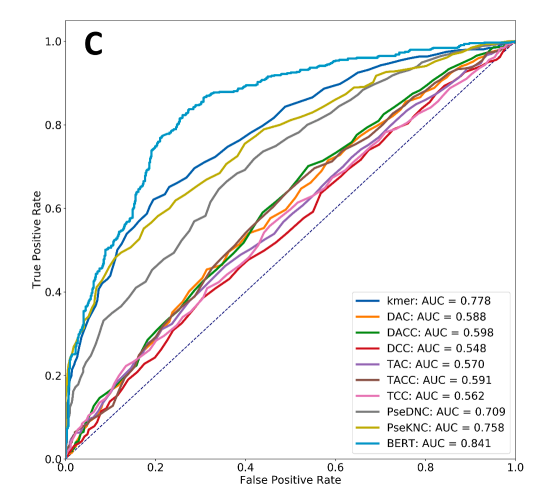 C
1.0
0.8
0.6
0.4
0.2
0.0
True Positive Rate
0.0 0.2 0.4 0.6 0.8 1.0
False Positive Rate
kmer: AUC = 0.778
DAC: AUC = 0.588
DACC: AUC = 0.598
DCC: AUC = 0.548
TAC: AUC = 0.570
TACC: AUC = 0.591
TCC: AUC = 0.562
PseDNC: AUC = 0.709
PseKNC: AUC = 0.758
BERT: AUC = 0.841